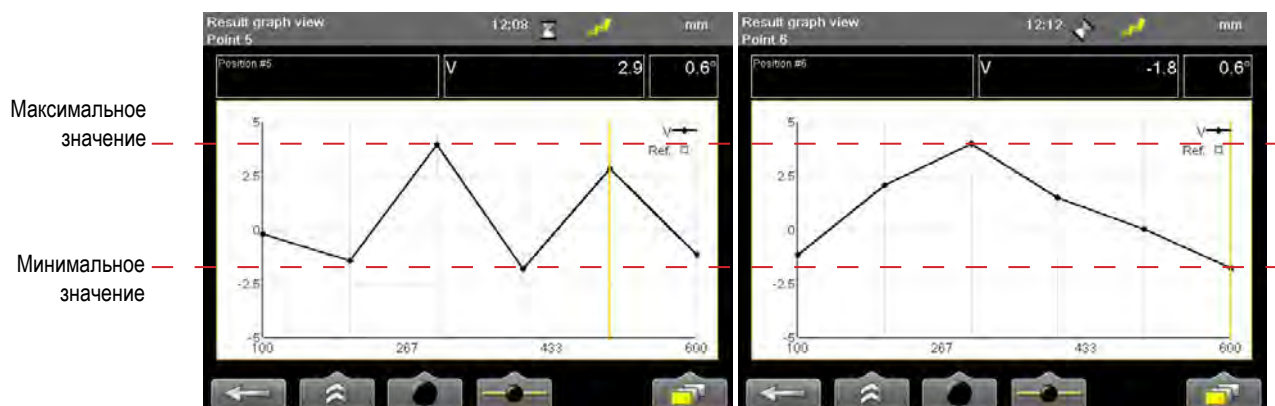 Result graph view
Point 5
12:08
mm
Position #5
V
2.9
0.6°
Максимальное
значение
Минимальное
значение
5
2.5
0
-2.5
-5
100
267
433
600
V
Ref.
Result graph view
Point 6
12:12
mm
Position #6
V
-1.8
0.6°
5
2.5
0
-2.5
-5
100
267
433
600
V
Ref.